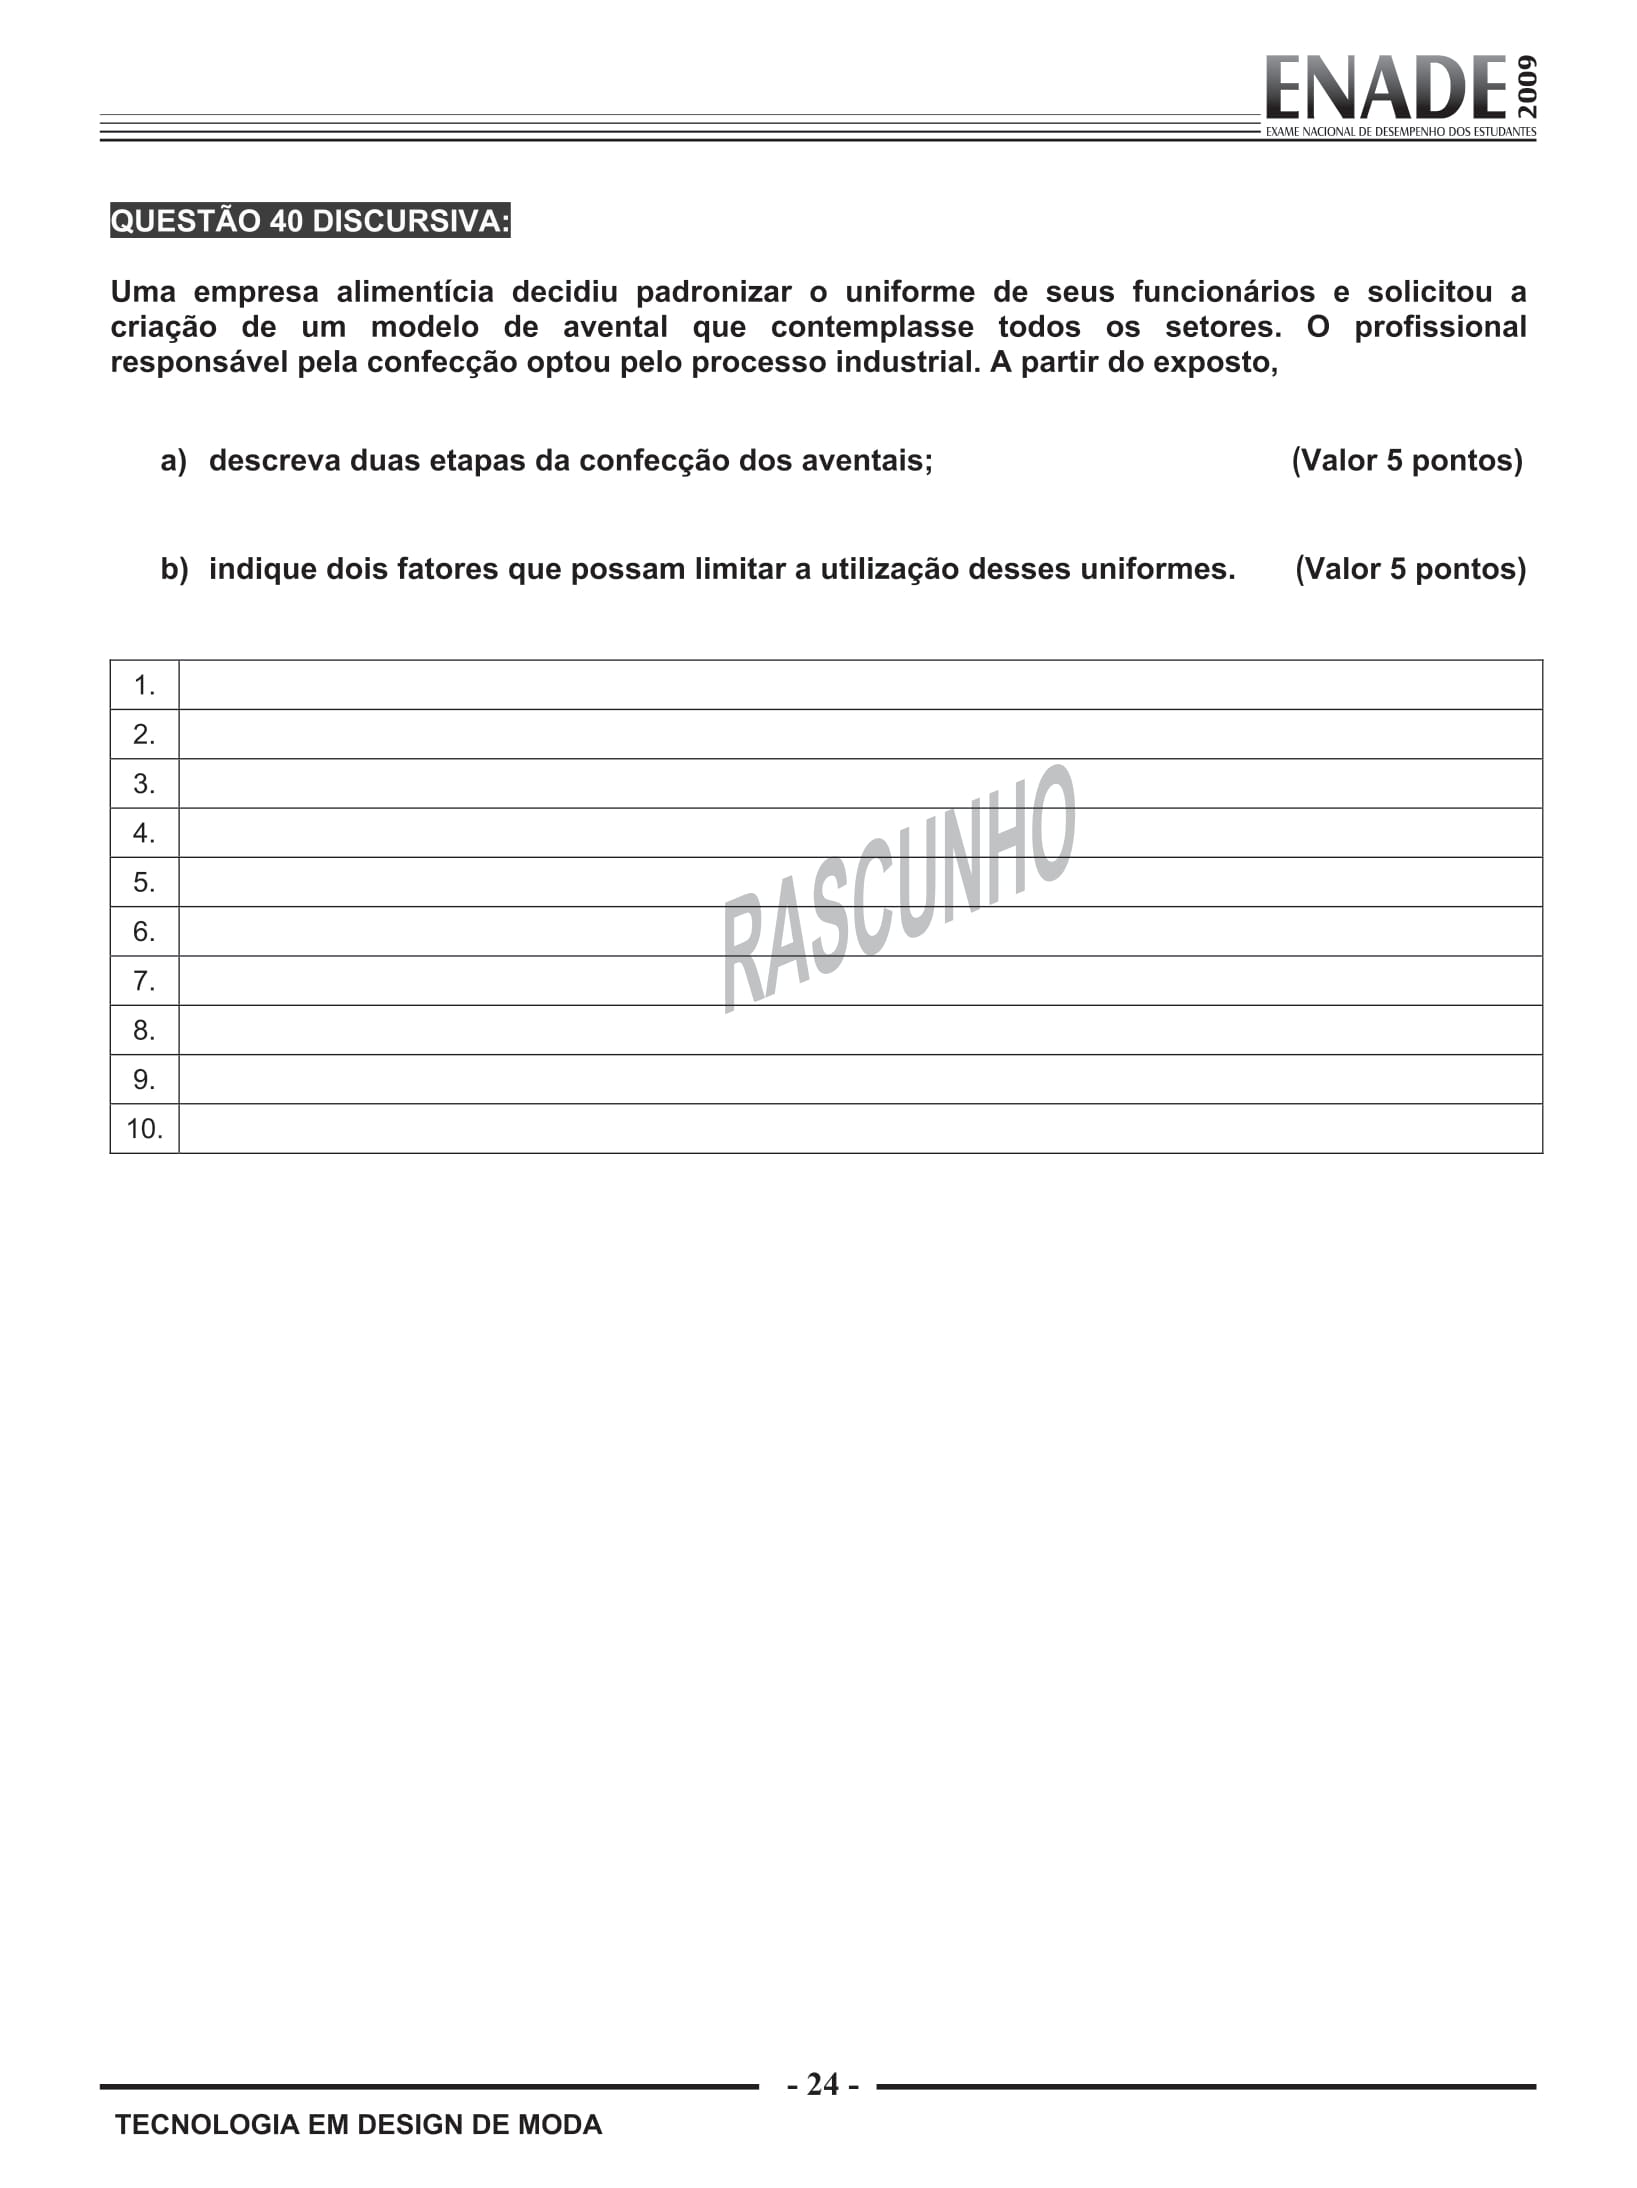 ENADE 2009
EXAME NACIONAL DE DESEMPENHO DOS ESTUDANTES
QUESTÃO 40 DISCURSIVA:
Uma empresa alimentícia decidiu padronizar o uniforme de seus funcionários e solicitou a
criação de um modelo de avental que contemplasse todos os setores. O profissional
responsável pela confecção optou pelo processo industrial. A partir do exposto,
a) descreva duas etapas da confecção dos aventais; (Valor 5 pontos)
b) indique dois fatores que possam limitar a utilização desses uniformes. (Valor 5 pontos)
1.
2.
3.
4.
5.
6.
7.
8.
9.
10.
RASCUNHO
- 24 -
TECNOLOGIA EM DESIGN DE MODA